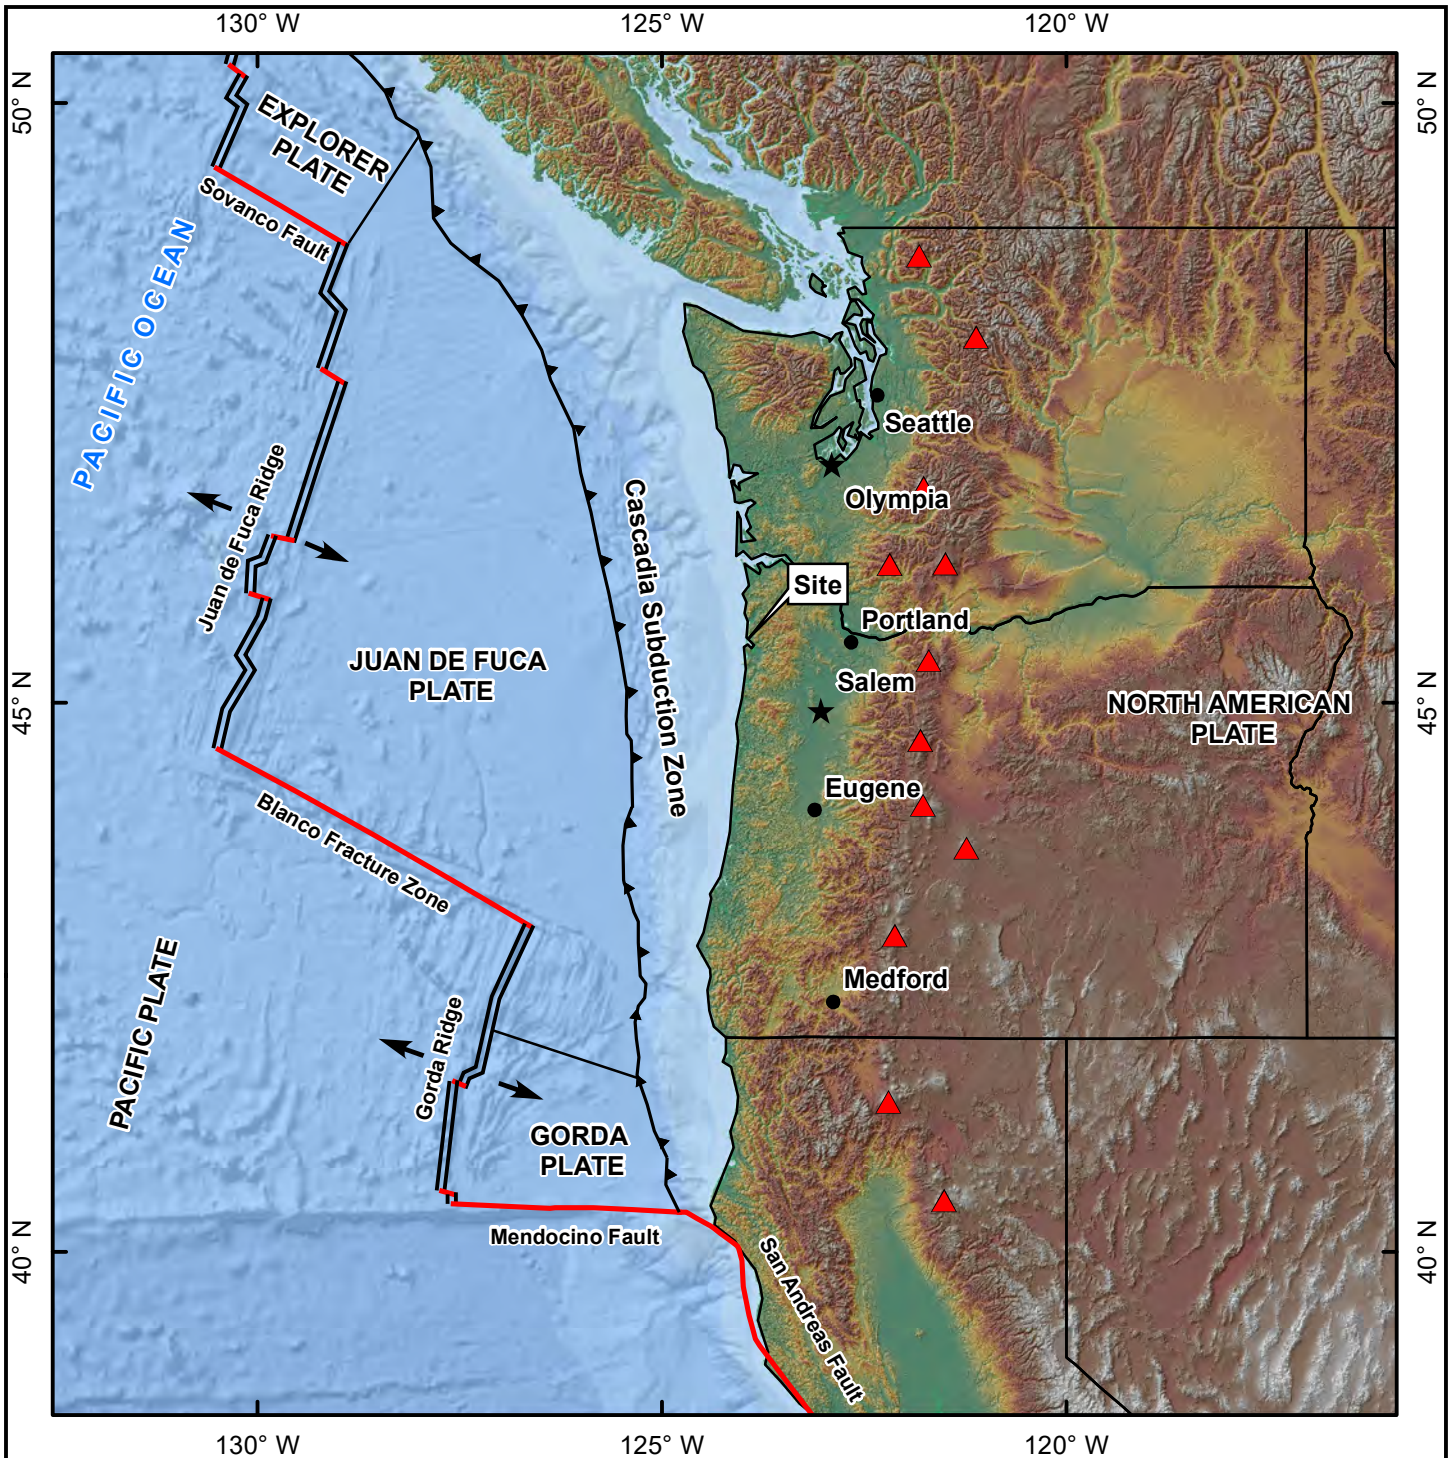 130° W
125° W
120° W
50° N
50° N
EXPLORER
PLATE
Sovanco Fault
PACIFIC OCEAN
Seattle
Olympia
Juan de Fuca Ridge
Cascadia Subduction Zone
Site
Portland
JUAN DE FUCA
PLATE
Salem
NORTH AMERICAN
PLATE
45° N
45° N
Eugene
Blanco Fracture Zone
Medford
PACIFIC PLATE
Gorda Ridge
GORDA
PLATE
Mendocino Fault
San Andreas Fault
40° N
40° N
130° W
125° W
120° W